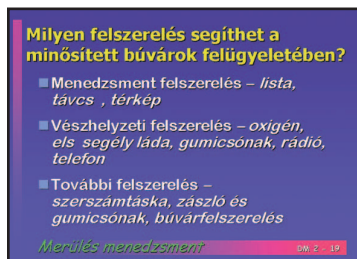 Milyen felszerelés segíthet a
minősített búvárok felügyeletében?
Menedzsment felszerelés – lista,
távcs , térkép
Vészhelyzeti felszerelés – oxigén,
els segély láda, gumicsónak, rádió,
telefon
További felszerelés –
szerszámtáska, zászló és
gumicsónak, búvárfelszerelés
Merülés menedzsment
DM 2 - 19